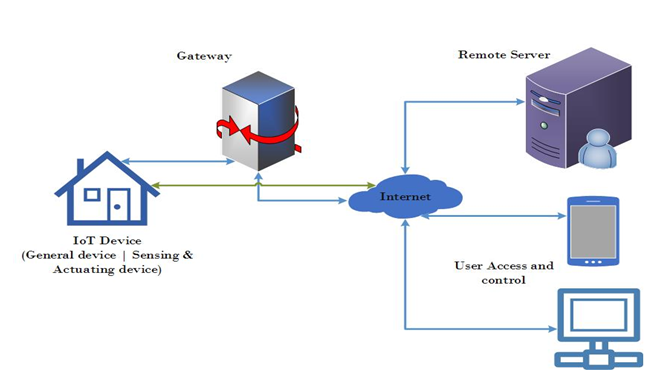 Gateway
Remote Server
Internet
IoT Device
(General device | Sensing &
Actuating device)
User Access and
control